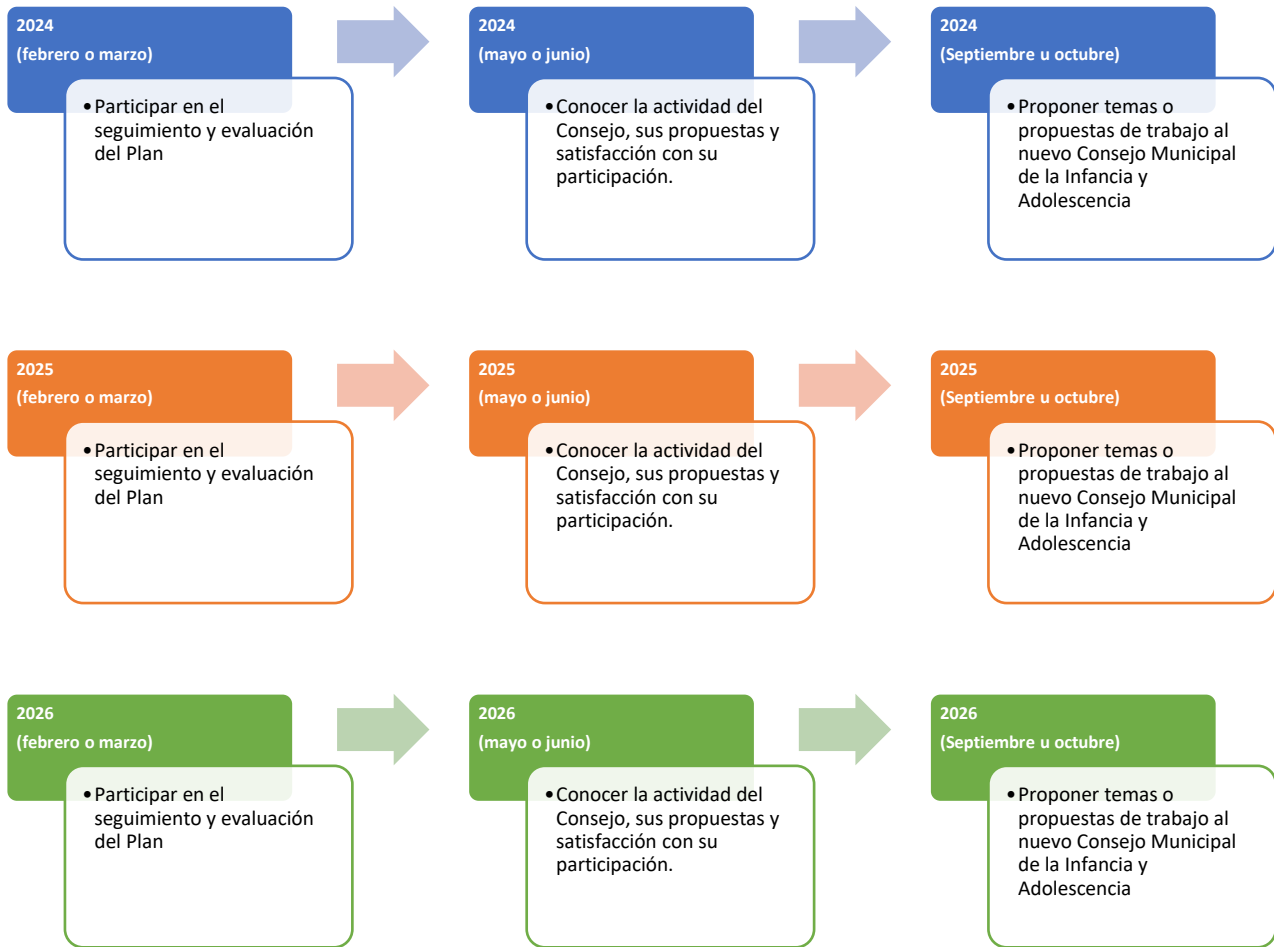 2024
(febrero o marzo)
•Participar en el
seguimiento y evaluación
del Plan
2024
(mayo o junio)
•Conocer la actividad del
Consejo, sus propuestas y
satisfacción con su
participación.
2024
(Septiembre u octubre)
•Proponer temas o
propuestas de trabajo al
nuevo Consejo Municipal
de la Infancia y
Adolescencia
2025
(febrero o marzo)
•Participar en el
seguimiento y evaluación
del Plan
2025
(mayo o junio)
•Conocer la actividad del
Consejo, sus propuestas y
satisfacción con su
participación.
2025
(Septiembre u octubre)
•Proponer temas o
propuestas de trabajo al
nuevo Consejo Municipal
de la Infancia y
Adolescencia
2026
(febrero o marzo)
•Participar en el
seguimiento y evaluación
del Plan
2026
(mayo o junio)
•Conocer la actividad del
Consejo, sus propuestas y
satisfacción con su
participación.
2026
(Septiembre u octubre)
•Proponer temas o
propuestas de trabajo al
nuevo Consejo Municipal
de la Infancia y
Adolescencia